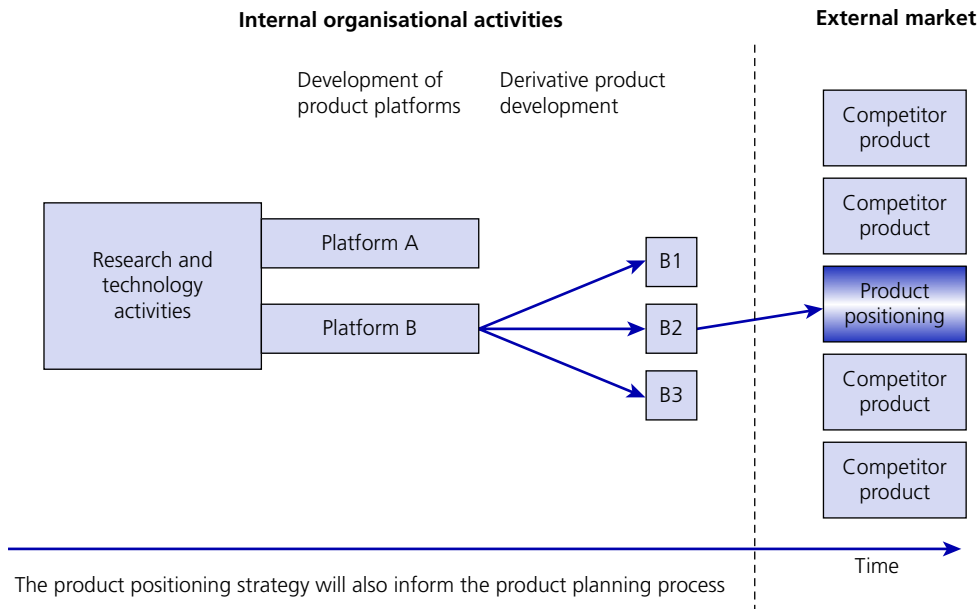 Internal organisational activities
External market
Development of
product platforms
Derivative product
development
Competitor
product
Competitor
product
Research and
technology
activities
Platform A
Platform B
B1
B2
B3
Product
positioning
Competitor
product
Competitor
product
Time
The product positioning strategy will also inform the product planning process